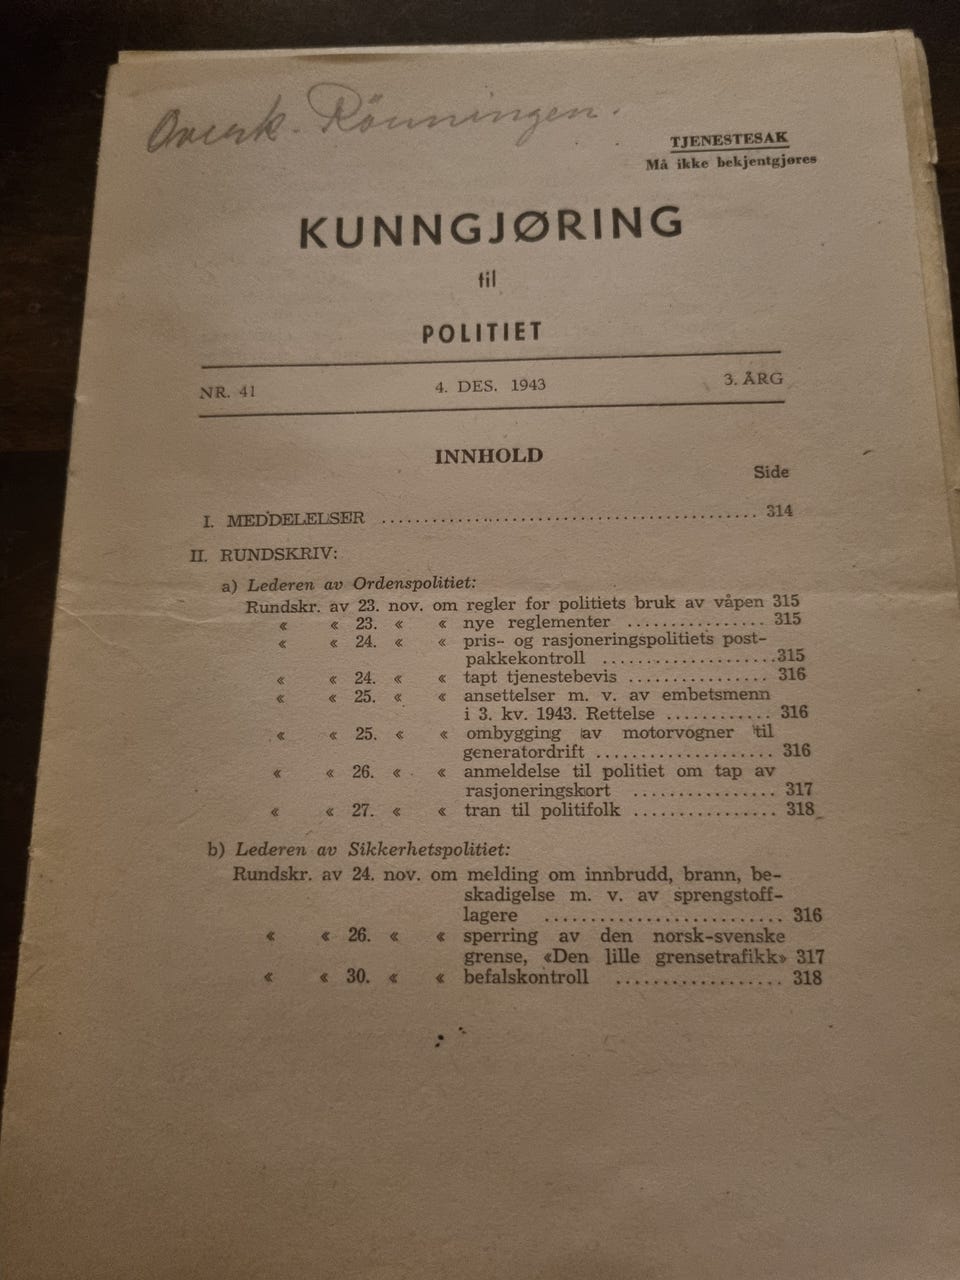 Overk. Rönningen.
TJENESTESAK
Må ikke bekjentgjøres
KUNNGJØRING
til
POLITIET
NR. 41 4. DES. 1943 3. ÅRG
INNHOLD
Side
I. MEDDELELSER ............................................ 314
II. RUNDSKRIV:
a) Lederen av Ordenspolitiet:
Rundskr. av 23. nov. om regler for politiets bruk av våpen 315
« « 23. « « nye reglementer ................ 315
« « 24. « « pris- og rasjoneringspolitiets post-
pakkekontroll ....................315
« « 24. « « tapt tjenestebevis ................ 316
« « 25. « « ansettelser m. v. av embetsmenn
i 3. kv. 1943. Rettelse ............ 316
« « 25. « « ombygging av motorvogner til
generatordrift .................... 316
« « 26. « « anmeldelse til politiet om tap av
rasjoneringskort ................ 317
« « 27. « « tran til politifolk ................ 318
b) Lederen av Sikkerhetspolitiet:
Rundskr. av 24. nov. om melding om innbrudd, brann, be-
skadigelse m. v. av sprengstoff-
lagere .......................... 316
« « 26. « « sperring av den norsk-svenske
grense, «Den lille grensetrafikk» 317
« « 30. « « befalskontroll .................. 318